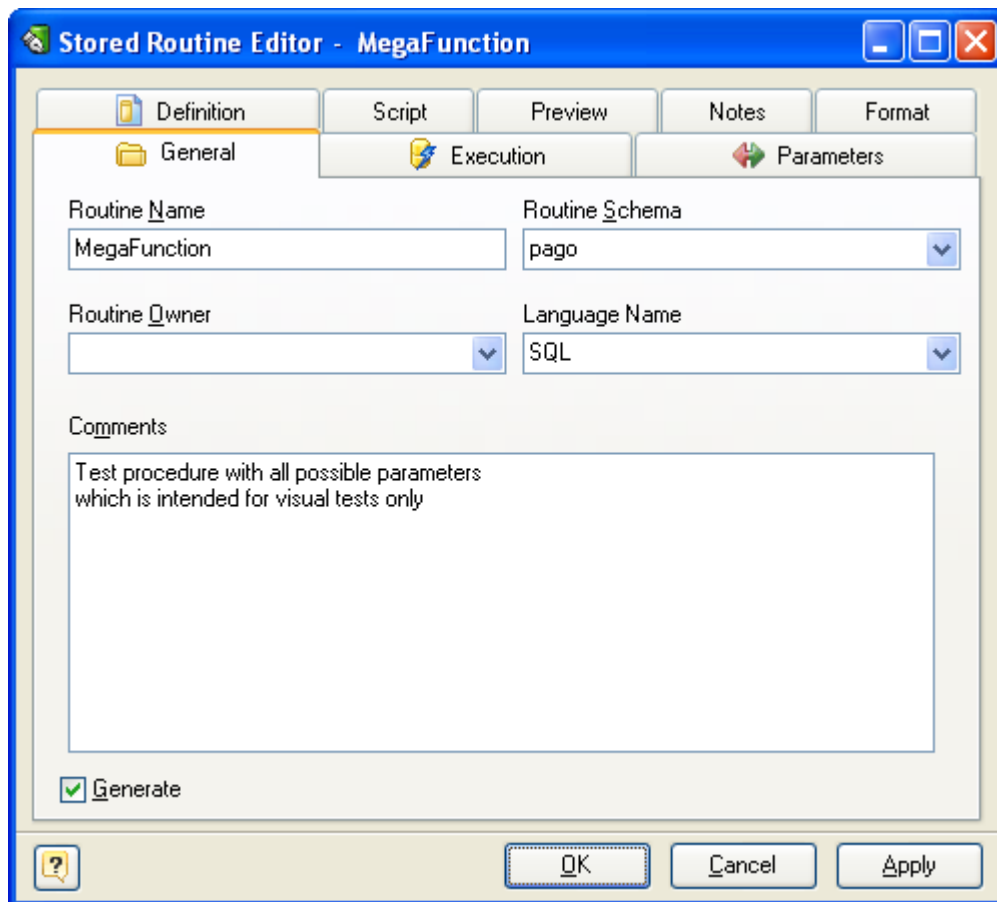 Stored Routine Editor - MegaFunction
Definition
Script
Preview
Notes
Format
General
Execution
Parameters
Routine Name
Routine Schema
MegaFunction
pago
Routine Owner
Language Name
SQL
Comments
Test procedure with all possible parameters
which is intended for visual tests only
Generate
?
OK
Cancel
Apply